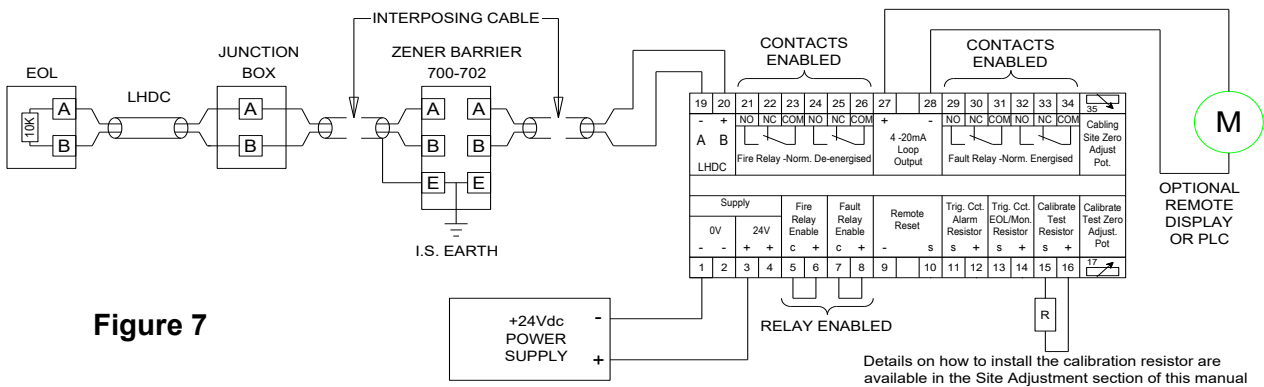 INTERPOSING CABLE
EOL
10K
A
B
LHDC
JUNCTION
BOX
A
B
ZENER BARRIER
700-702
A A
B B
E E
I.S. EARTH
CONTACTS
ENABLED
CONTACTS
ENABLED
19 20 21 22 23 24 25 26 27 28 29 30 31 32 33 34 35
- + NO NC COM NO NC COM + - NO NC COM NO NC COM
A B
LHDC
Fire Relay -Norm. De-energised
4 -20mA
Loop
Output
Fault Relay -Norm. Energised
Cabling
Site Zero
Adjust
Pot.
M
OPTIONAL
REMOTE
DISPLAY
OR PLC
Supply
0V 24V
- - + +
Fire
Relay
Enable
c +
Fault
Relay
Enable
c +
Remote
Reset
- s
Trig. Cct.
Alarm
Resistor
s +
Trig. Cct.
EOL/Mon.
Resistor
s +
Calibrate
Test
Resistor
s +
Calibrate
Test Zero
Adjust.
Pot
1 2 3 4 5 6 7 8 9 10 11 12 13 14 15 16 17
RELAY ENABLED
R
+24Vdc -
POWER
SUPPLY +
Figure 7
Details on how to install the calibration resistor are
available in the Site Adjustment section of this manual